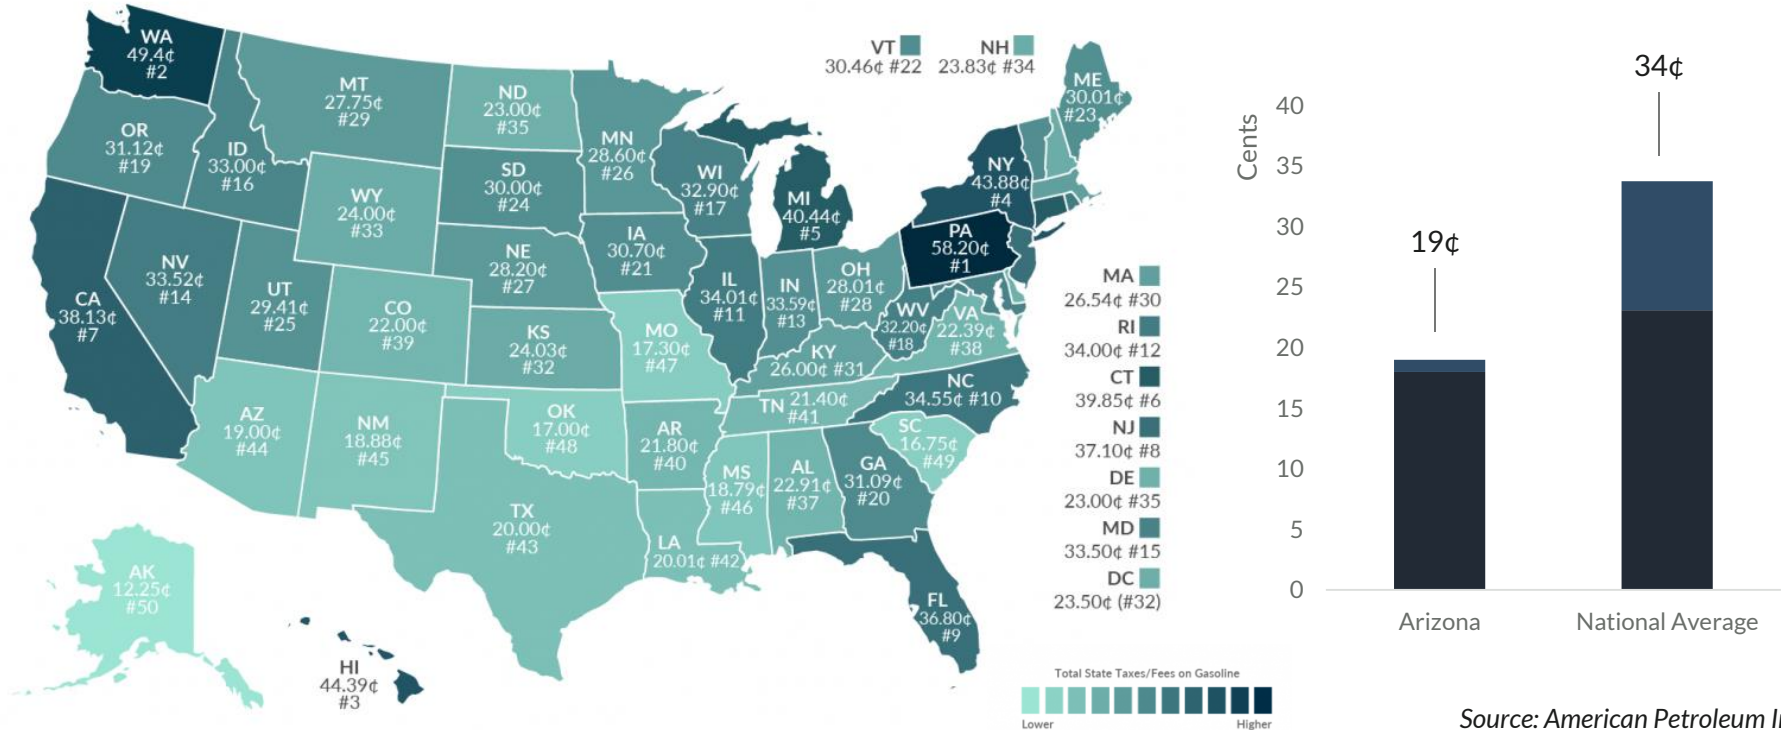 WA
49.4¢
#2
MT
27.75¢
#29
ND
23.00¢
#35
OR
31.12¢
#19
ID
33.00¢
#16
MN
28.60¢
#26
SD
30.00¢
#24
WI
32.90¢
#17
WY
24.00¢
#33
MI
40.44¢
#5
NY
43.88¢
#4
VT
30.46¢ #22
NH
23.83¢ #34
ME
30.01¢
#23
PA
58.20¢
#1
IA
30.70¢
#21
NE
28.20¢
#27
NV
33.52¢
#14
UT
29.41¢
#25
CA
38.13¢
#7
CO
22.00¢
#39
IL
34.01¢
#11
IN
33.59¢
#13
OH
28.01¢
#28
WV
32.20¢
#18
VA
22.39¢
#38
KS
24.03¢
#32
MO
17.30¢
#47
KY
26.00¢ #31
NC
34.55¢ #10
TN
21.40¢
#41
AZ
19.00¢
#44
NM
18.88¢
#45
OK
17.00¢
#48
AR
21.80¢
#40
SC
16.75¢
#49
MS
18.79¢
#46
AL
22.91¢
#37
GA
31.09¢
#20
TX
20.00¢
#43
LA
20.01¢ #42
FL
36.80¢
#9
AK
12.25¢
#50
HI
44.39¢
#3
MA
26.54¢ #30
RI
34.00¢ #12
CT
39.85¢ #6
NJ
37.10¢ #8
DE
23.00¢ #35
MD
33.50¢ #15
DC
23.50¢ (#32)
Total State Taxes/Fees on Gasoline
Lower
Higher
Cents
40
35
30
25
20
15
10
5
0
19¢
34¢
Arizona
National Average
Source: American Petroleum